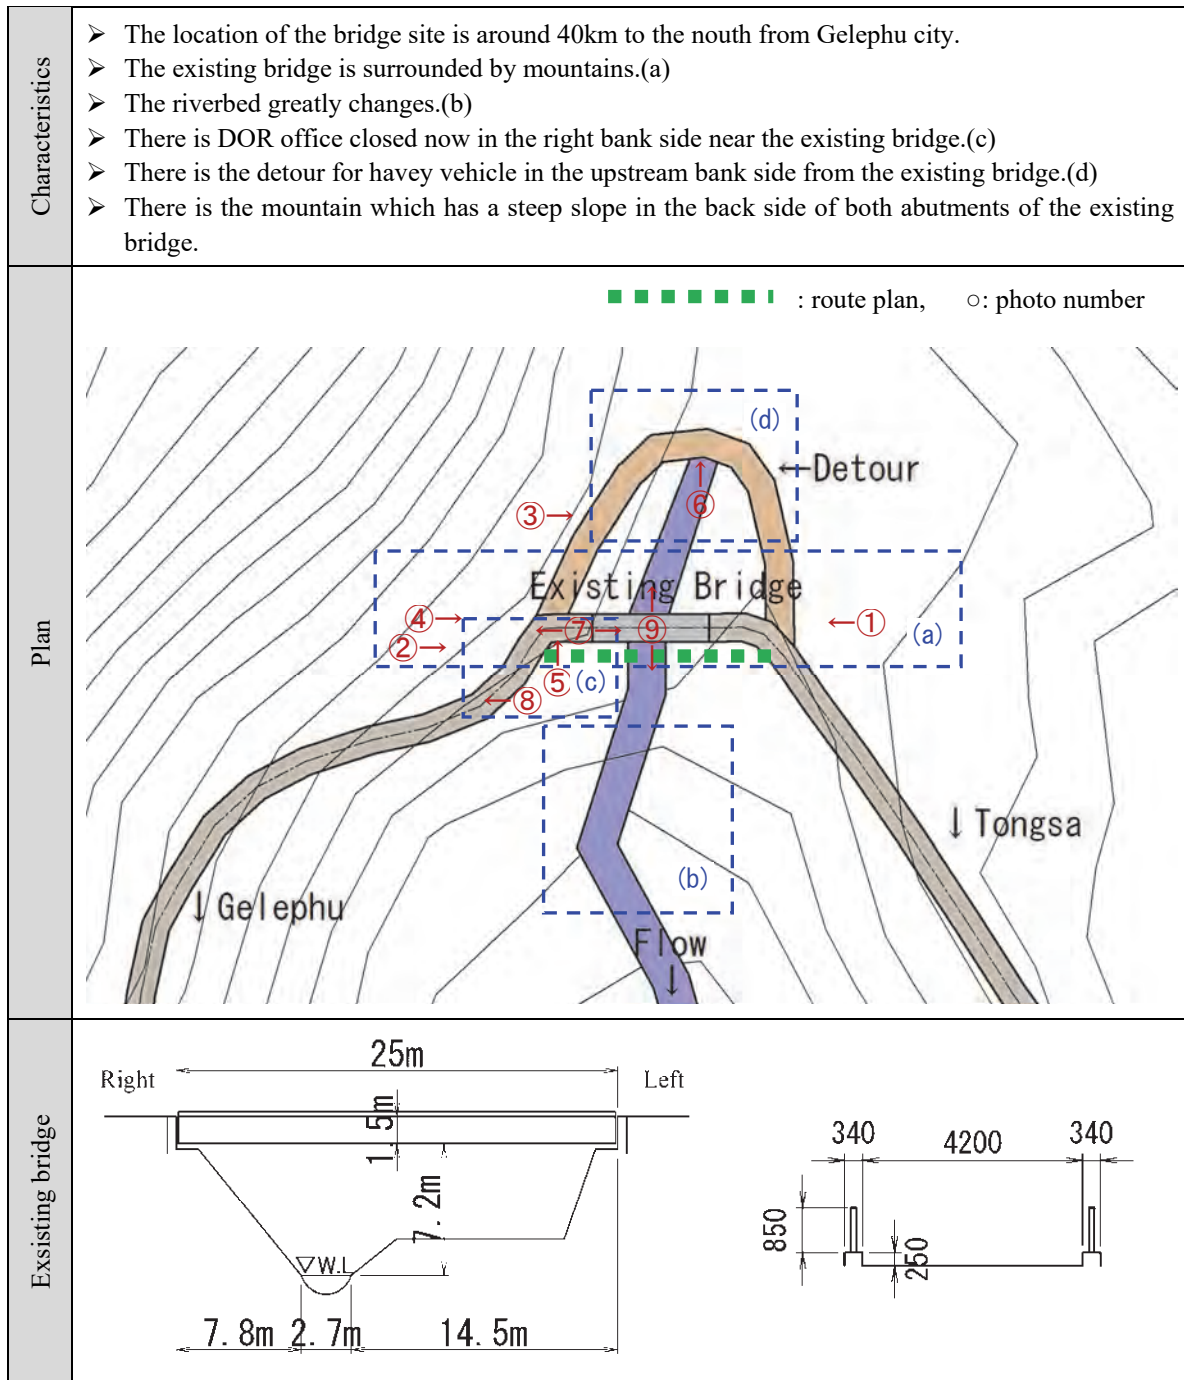 Characteristics
➢ The location of the bridge site is around 40km to the nouth from Gelephu city.
➢ The existing bridge is surrounded by mountains.(a)
➢ The riverbed greatly changes.(b)
➢ There is DOR office closed now in the right bank side near the existing bridge.(c)
➢ There is the detour for havey vehicle in the upstream bank side from the existing bridge.(d)
➢ There is the mountain which has a steep slope in the back side of both abutments of the existing
bridge.
Plan
: route plan, ○: photo number
(d)
←Detour
⑥
③→
Existing Bridge
④→
②→
←⑦→
⑨
←①
(a)
⑤
(c)
←⑧
↓Tongsa
(b)
↓Gelephu
Flow
↓
Exsisting bridge
25m
Right
Left
1.5m
7.2m
▽W.L
7.8m
2.7m
14.5m
340
4200
340
850
250